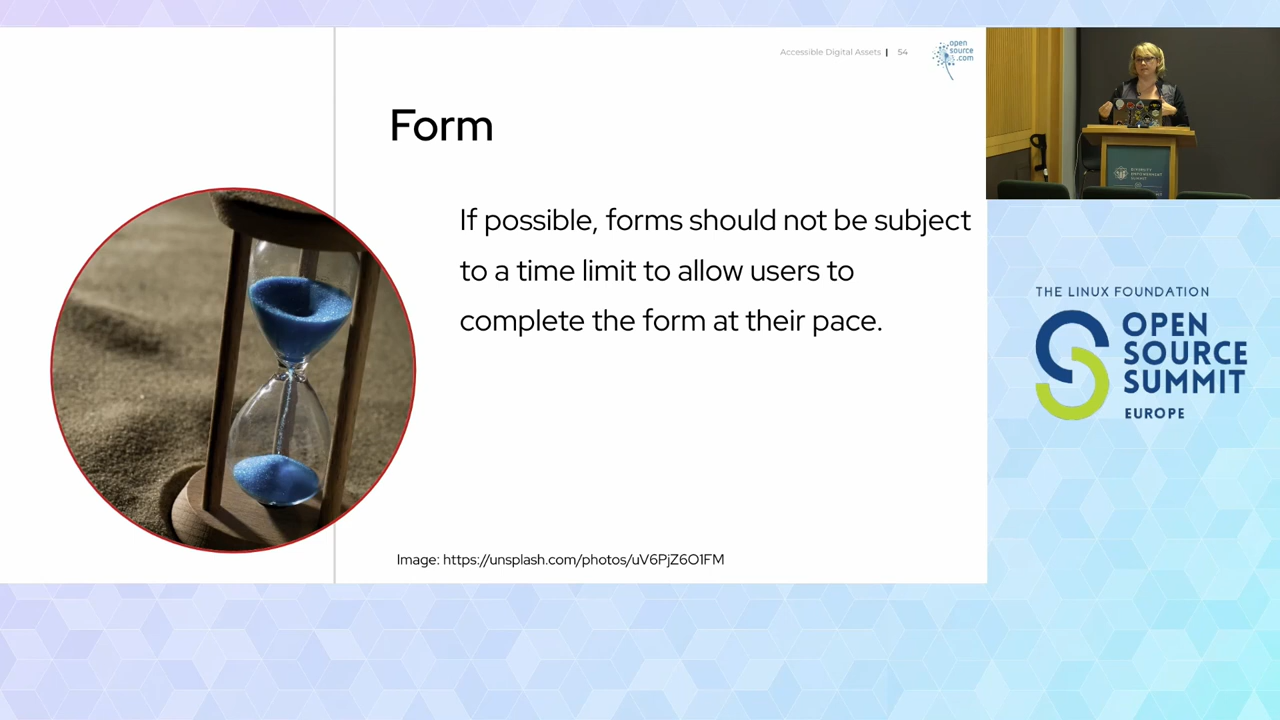 Accessible Digital Assets | 54
open
source
.com
Form
If possible, forms should not be subject
to a time limit to allow users to
complete the form at their pace.
Image: https://unsplash.com/photos/uV6PjZ6O1FM
THE LINUX FOUNDATION
OPEN
SOURCE
SUMMIT
EUROPE